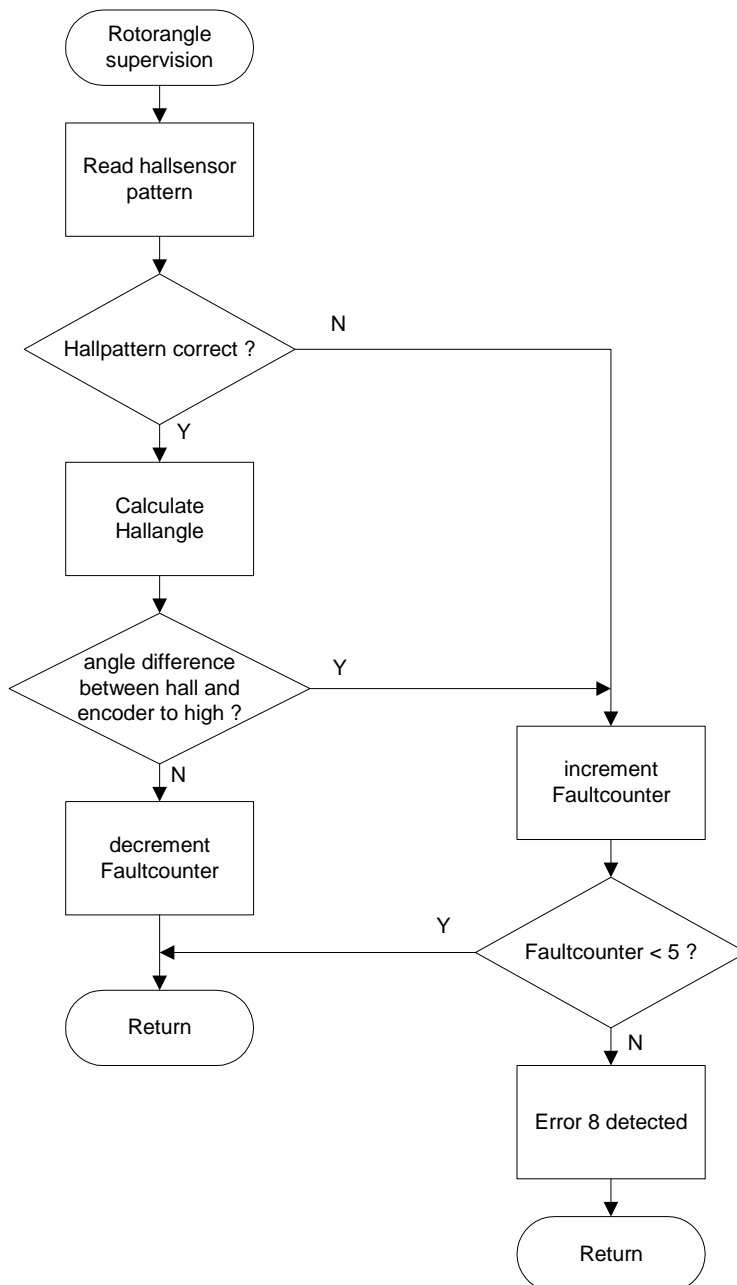 Rotorangle
supervision
Read hallsensor
pattern
Hallpattern correct ?
N
Y
Calculate
Hallangle
angle difference
between hall and
encoder to high ?
Y
N
increment
Faultcounter
decrement
Faultcounter
Y
Faultcounter < 5 ?
Return
N
Error 8 detected
Return